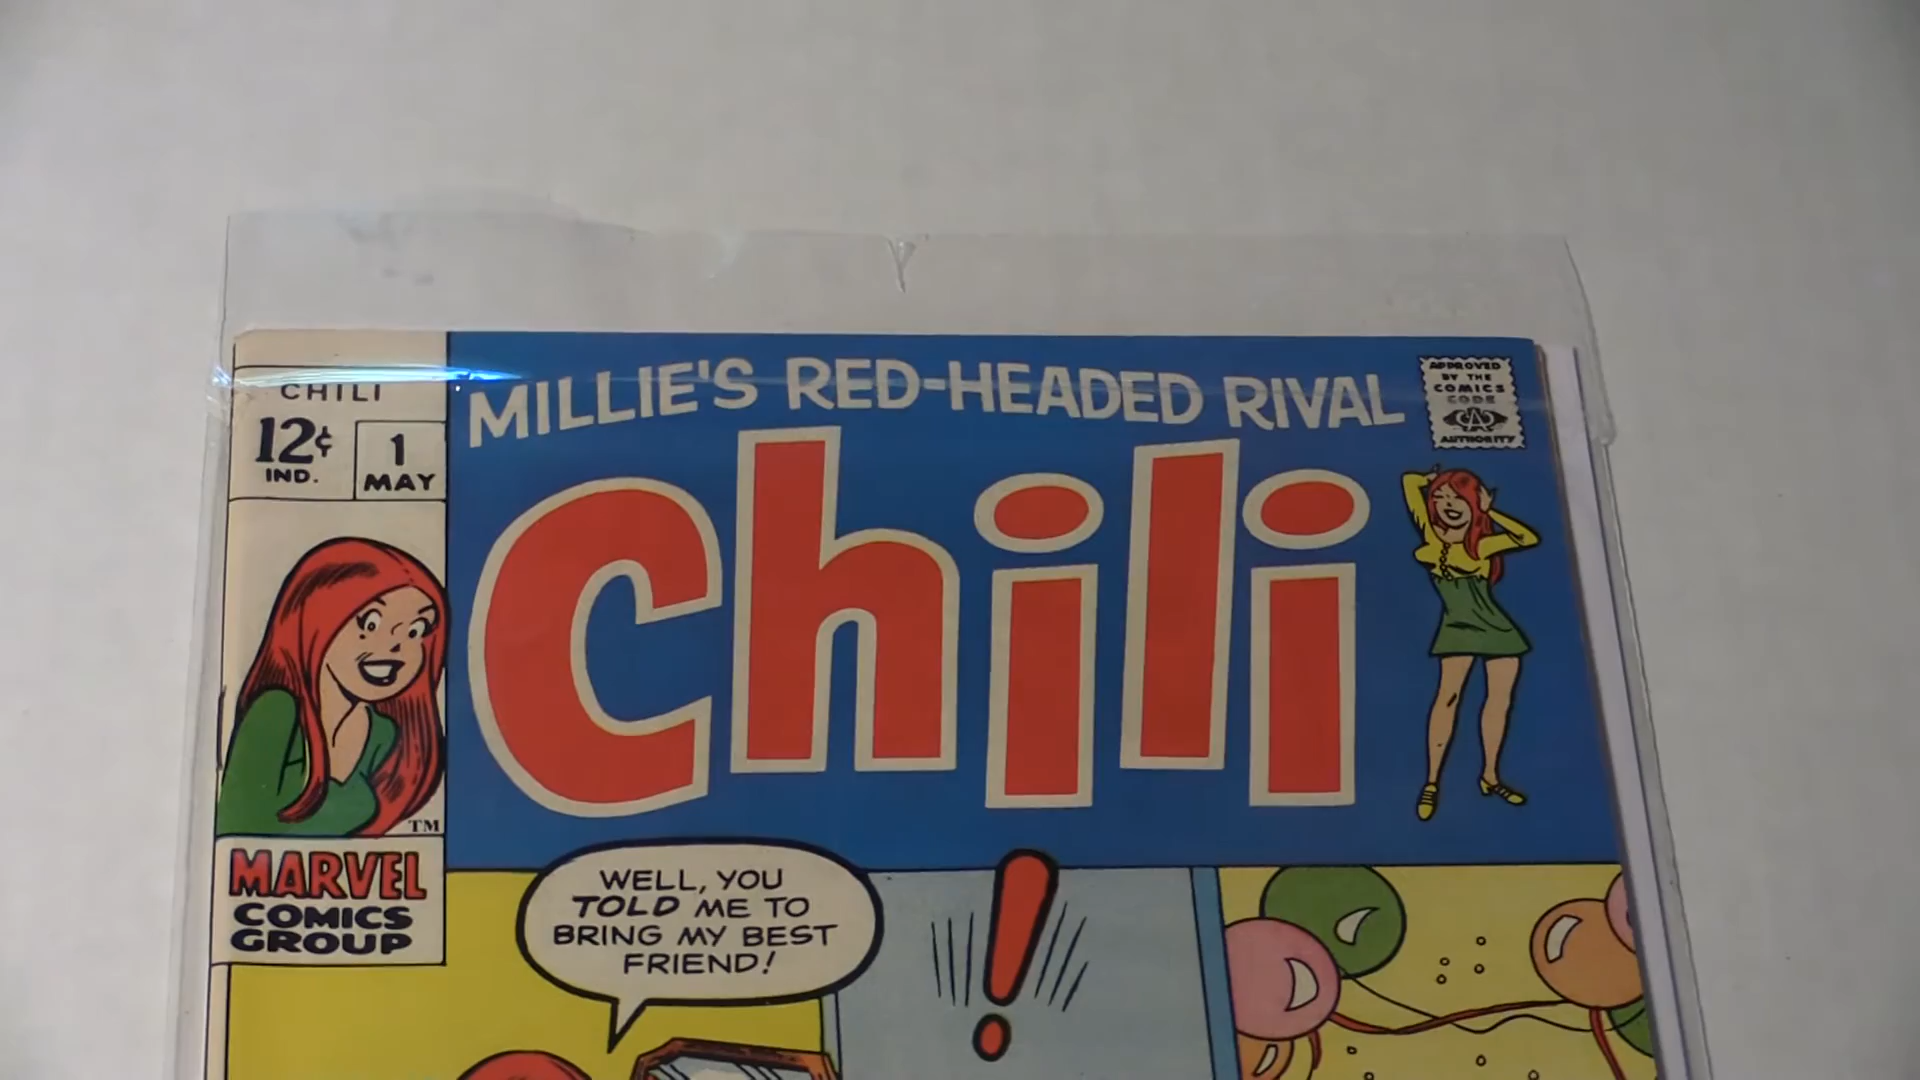 CHILI
12¢
IND.
1
MAY
MILLIE'S RED-HEADED RIVAL
Chili
APPROVED
BY THE
COMICS
CODE
CA
AUTHORITY
TM
MARVEL
COMICS
GROUP
WELL, YOU
TOLD ME TO
BRING MY BEST
FRIEND!
!